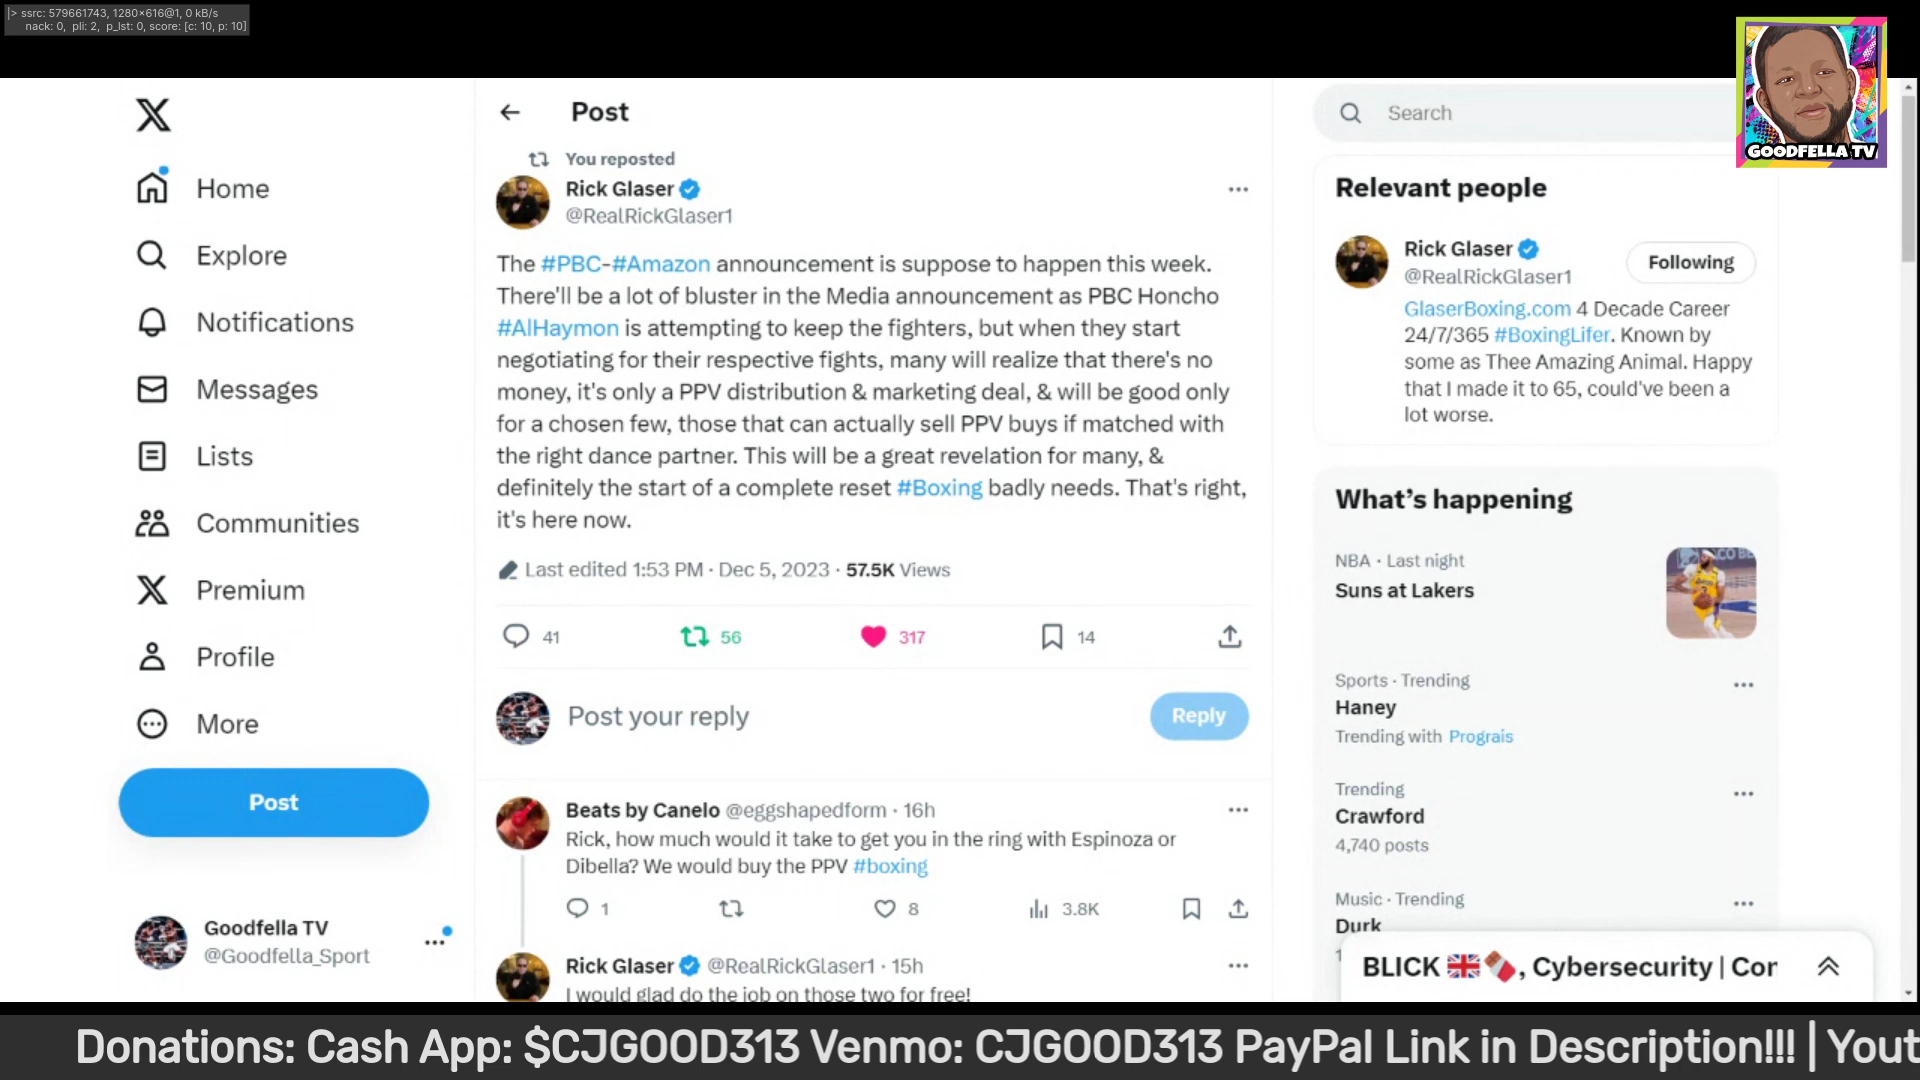 |> ssrc: 579661743, 1280×616@1, 0 kB/s
nack: 0, pli: 2, p_lst: 0, score: [c: 10, p: 10]
GOODFELLA TV
X
Home
Explore
Notifications
Messages
Lists
Communities
Premium
Profile
More
Post
Goodfella TV
@Goodfella_Sport
Post
You reposted
Rick Glaser
@RealRickGlaser1
The #PBC-#Amazon announcement is suppose to happen this week.
There'll be a lot of bluster in the Media announcement as PBC Honcho
#AlHaymon is attempting to keep the fighters, but when they start
negotiating for their respective fights, many will realize that there's no
money, it's only a PPV distribution & marketing deal, & will be good only
for a chosen few, those that can actually sell PPV buys if matched with
the right dance partner. This will be a great revelation for many, &
definitely the start of a complete reset #Boxing badly needs. That's right,
it's here now.
Last edited 1:53 PM · Dec 5, 2023 · 57.5K Views
41 56 317 14
Post your reply
Reply
Beats by Canelo @eggshapedform · 16h
Rick, how much would it take to get you in the ring with Espinoza or
Dibella? We would buy the PPV #boxing
1 8 3.8K
Rick Glaser @RealRickGlaser1 · 15h
I would glad do the job on those two for free!
Search
Relevant people
Rick Glaser
@RealRickGlaser1
Following
GlaserBoxing.com 4 Decade Career
24/7/365 #BoxingLifer. Known by
some as Thee Amazing Animal. Happy
that I made it to 65, could've been a
lot worse.
What's happening
NBA · Last night
Suns at Lakers
Sports · Trending
Haney
Trending with Prograis
Trending
Crawford
4,740 posts
Music · Trending
Durk
BLICK 🇬🇧🍫, Cybersecurity | Cor
Donations: Cash App: $CJGOOD313 Venmo: CJGOOD313 PayPal Link in Description!!! | Yout